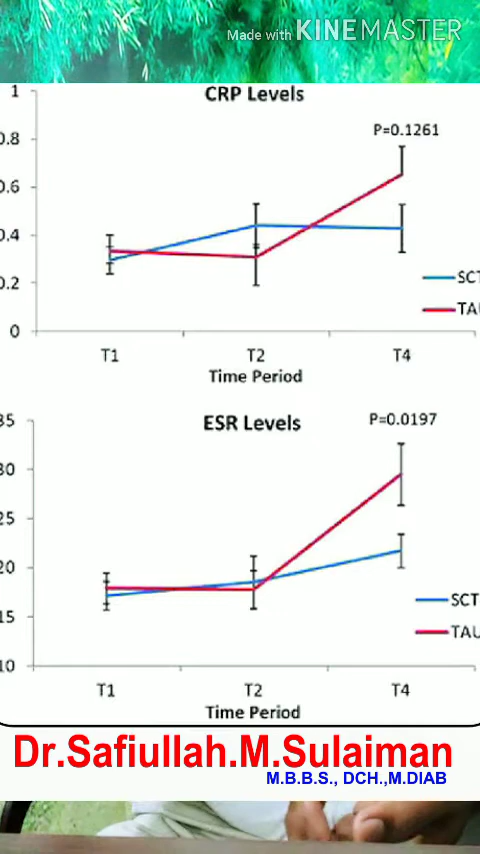 Made with KINEMASTER
CRP Levels
P=0.1261
1
0.8
0.6
0.4
0.2
0
SCT
TAU
T1 T2 T4
Time Period
ESR Levels
P=0.0197
35
30
25
20
15
10
SCT
TAU
T1 T2 T4
Time Period
Dr.Safiullah.M.Sulaiman
M.B.B.S., DCH.,M.DIAB